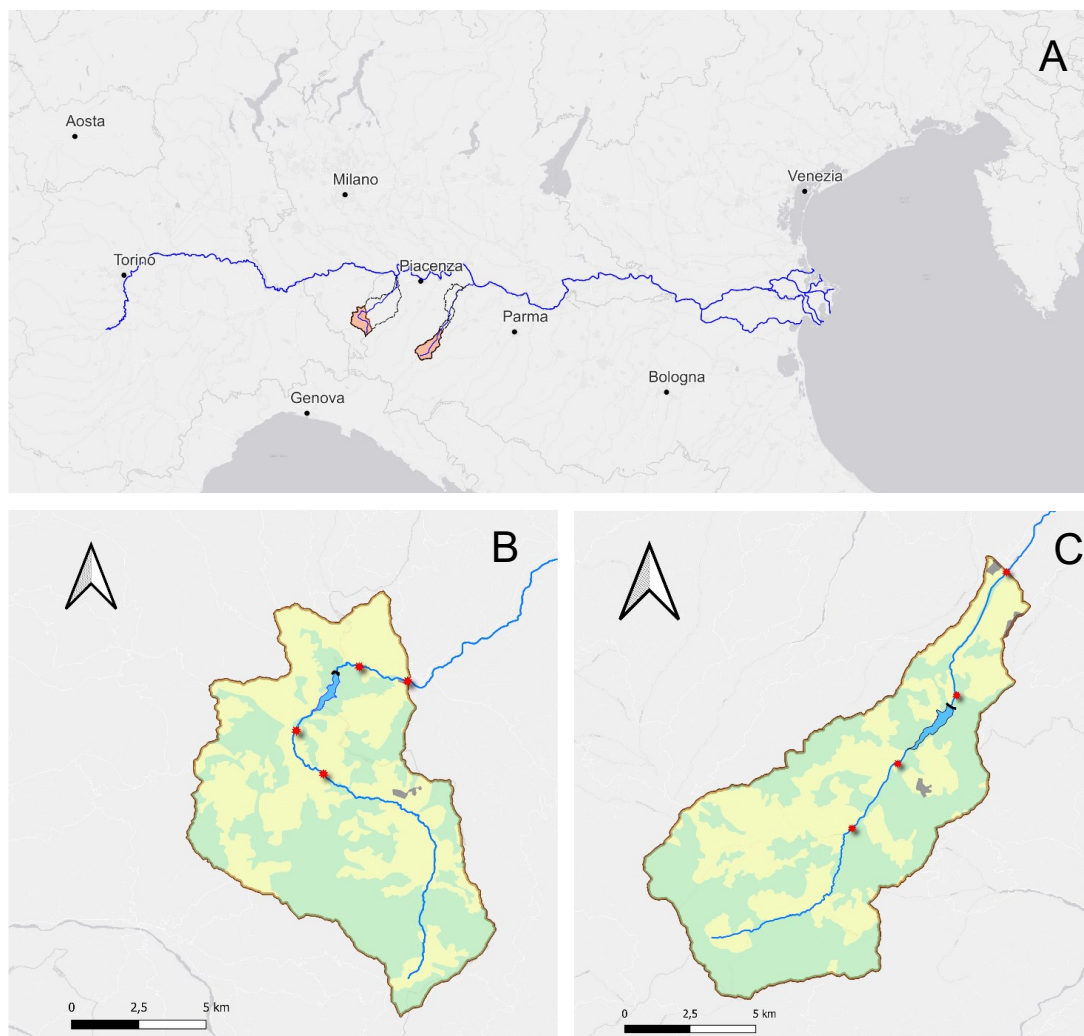 A
Aosta
Milano
Venezia
Torino
Piacenza
Parma
Bologna
Genova
B
0 2,5 5 km
C
0 2,5 5 km